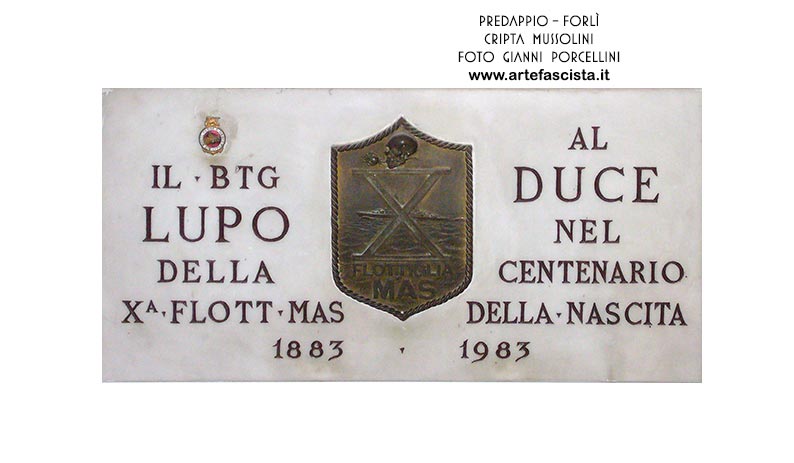 PREDAPPIO - FORLÌ
CRIPTA MUSSOLINI
FOTO GIANNI PORCELLINI
www.artefascista.it
IL · BTG
LUPO
DELLA
Xᴬ · FLOTT · MAS
X
FLOTTIGLIA
MAS
AL
DUCE
NEL
CENTENARIO
DELLA · NASCITA
1883 · 1983